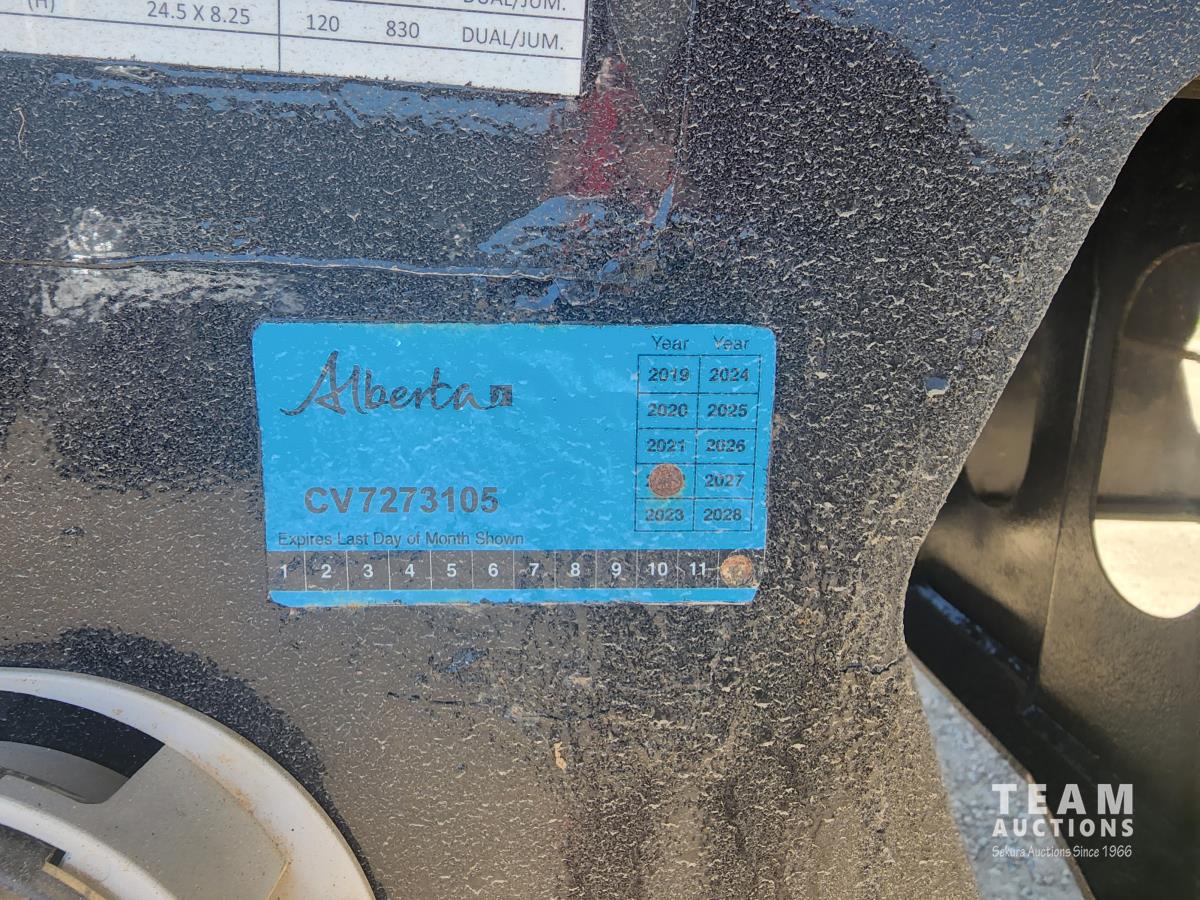 (H) 24.5 X 8.25 DUAL/JUM.
120 830 DUAL/JUM.
Alberta
Year Year
2019 2024
2020 2025
2021 2026
2027
2023 2028
CV7273105
Expires Last Day of Month Shown
1 2 3 4 5 6 7 8 9 10 11
TEAM
AUCTIONS
Sekura Auctions Since 1966